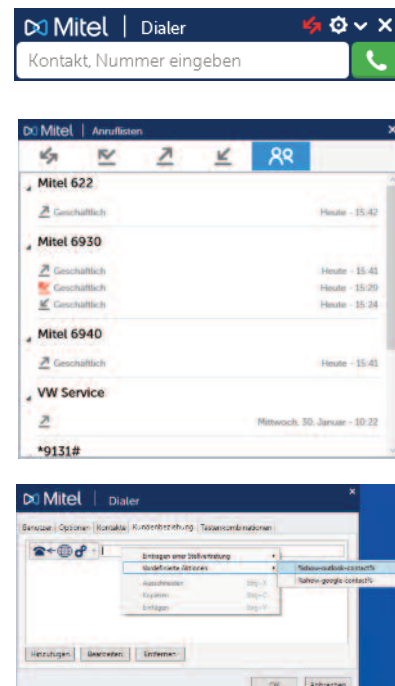 Mitel | Dialer
Kontakt, Nummer eingeben
Mitel | Anruflisten
Mitel 622
Geschäftlich Heute - 15:42
Mitel 6930
Geschäftlich Heute - 15:41
Geschäftlich Heute - 15:29
Geschäftlich Heute - 15:24
Mitel 6940
Geschäftlich Heute - 15:41
VW Service
Mittwoch, 30. Januar - 10:22
*9131#
Mitel | Dialer
Benutzer Optionen Kontakte Kundenbeziehung Tastenkombinationen
Eintragen einer Stellvertretung
Vordefinierte Aktionen %show-outlook-contact%
Ausschneiden Strg-X %show-google-contact%
Kopieren Strg-C
Einfügen Strg-V
Hinzufügen Bearbeiten Entfernen
OK Abbrechen